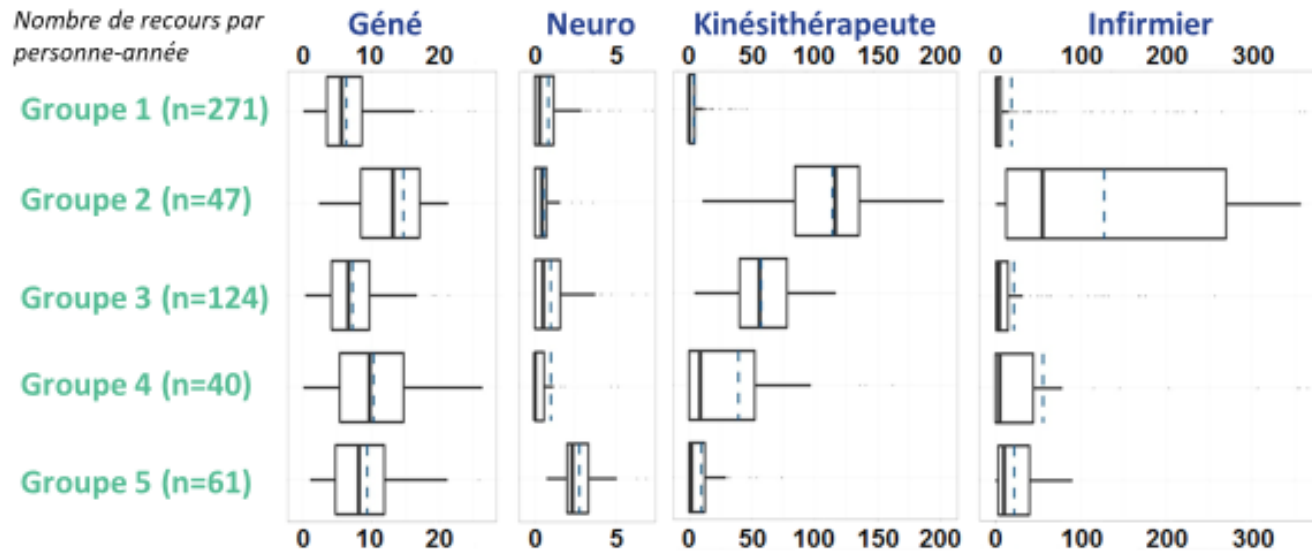 Nombre de recours par
personne-année
Géné Neuro Kinésithérapeute Infirmier
0 10 20 0 5 0 50 100 150 200 0 100 200 300
Groupe 1 (n=271)
Groupe 2 (n=47)
Groupe 3 (n=124)
Groupe 4 (n=40)
Groupe 5 (n=61)
0 10 20 0 5 0 50 100 150 200 0 100 200 300